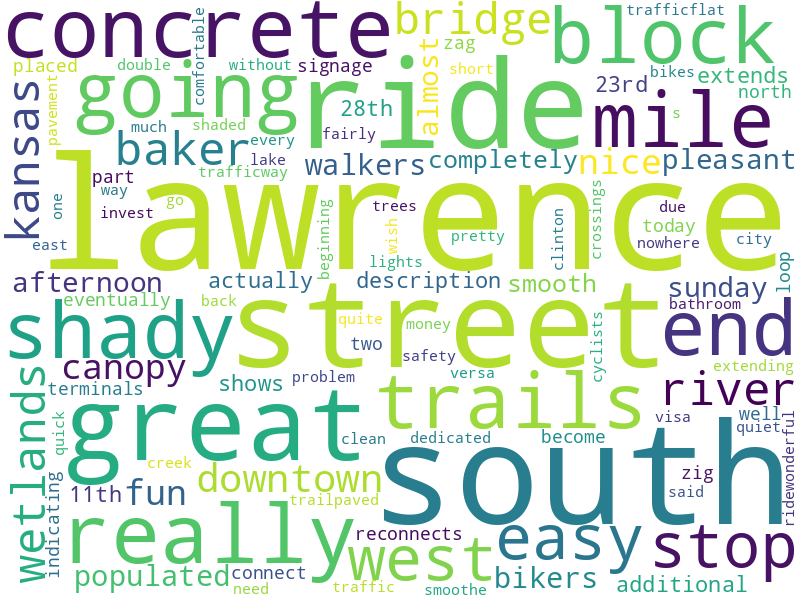 concrete
bridge
comfortable
trafficflat
block
zag
placed
double
without
signage
going
ride
almost
short
bikes
extends
23rd
north
pavement
kansas
28th
mile
s
much
shaded
every
fairly
baker
lake
walkers
completely
nice
pleasant
trafficway
part
way
one
go
invest
lawrence
trees
due
today
wish
pretty
nowhere
city
east
beginning
lights
clinton
crossings
afternoon
actually
description
smooth
sunday
loop
eventually
back
street
bathroom
shady
quite
money
end
two
safety
cyclists
canopy
versa
extending
terminals
shows
problem
trails
river
wetlands
great
quick
clean
dedicated
become
visa
well
quiet
ridewonderful
south
creek
downtown
zig
said
11th
fun
trailpaved
indicating
really
reconnects
west
easy
stop
populated
connect
need
traffic
smoothe
bikers
additional